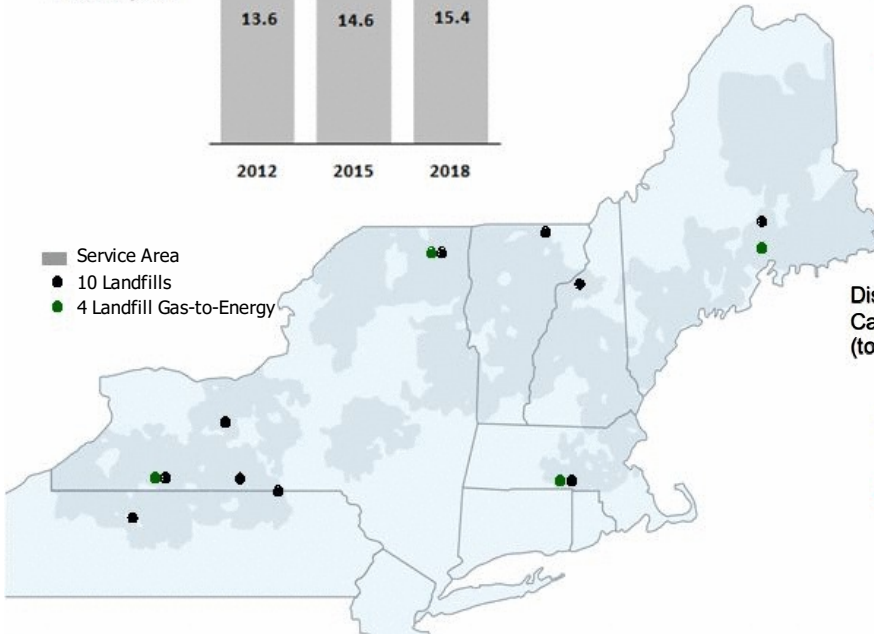 13.6
14.6
15.4
2012
2015
2018
Service Area
10 Landfills
4 Landfill Gas-to-Energy
Dis
Ca
(to